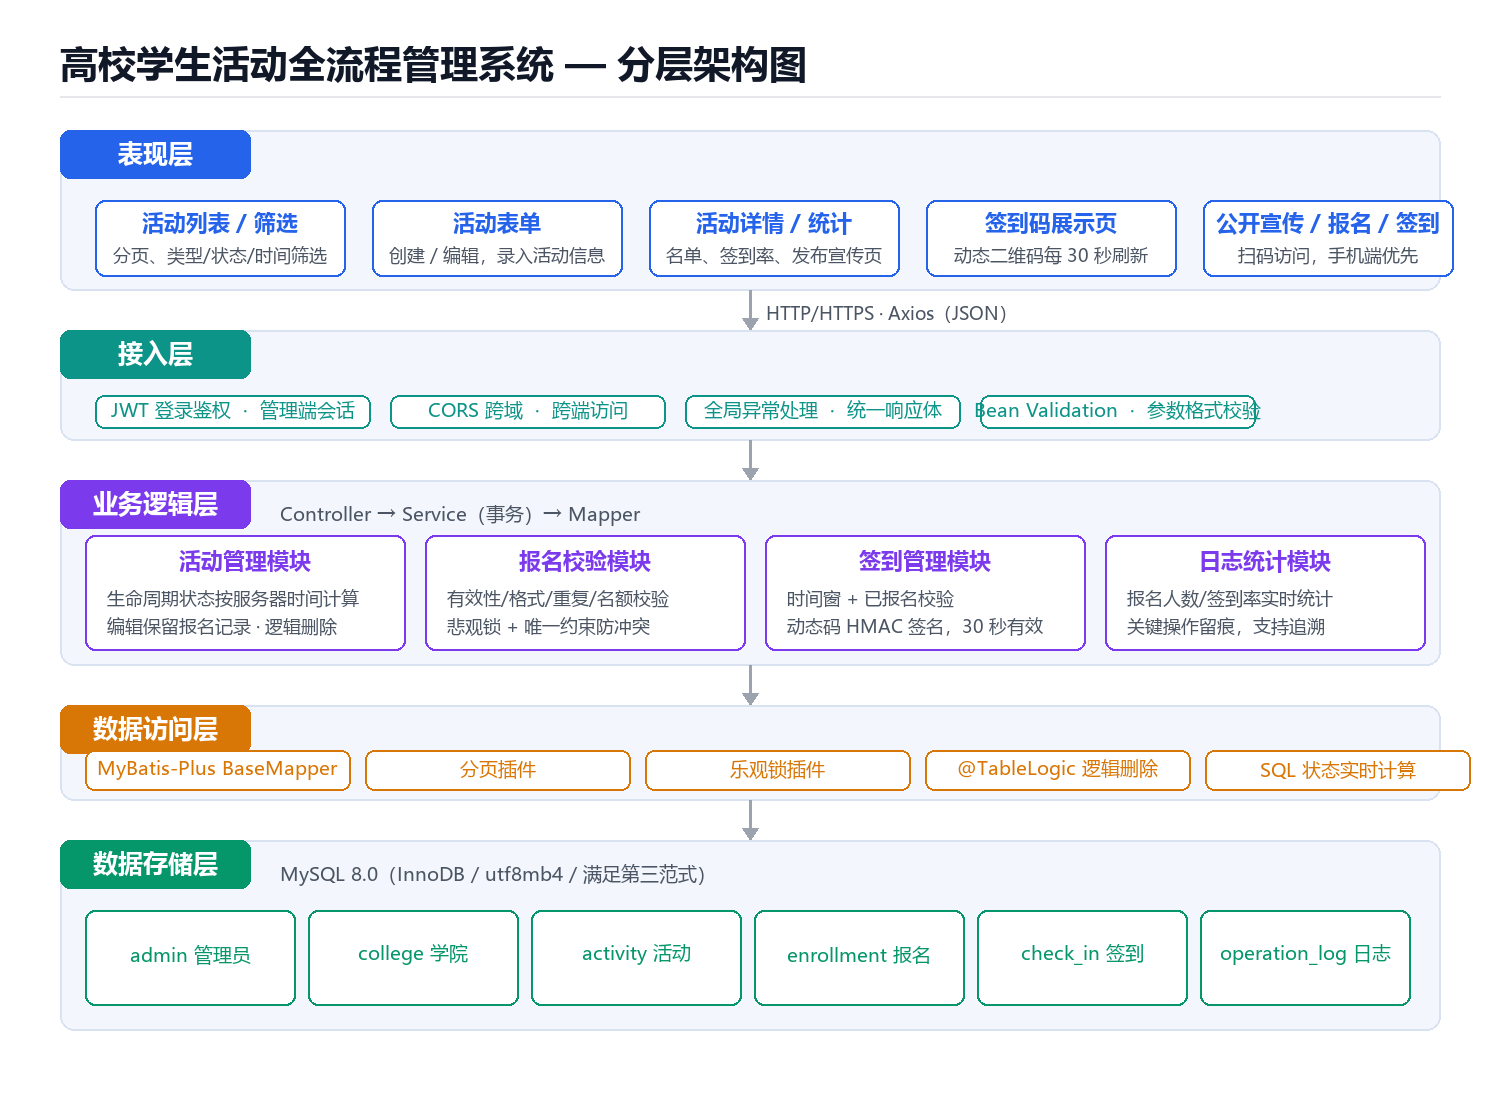 高校学生活动全流程管理系统 — 分层架构图
表现层
活动列表 / 筛选
分页、类型/状态/时间筛选
活动表单
创建 / 编辑，录入活动信息
活动详情 / 统计
名单、签到率、发布宣传页
签到码展示页
动态二维码每 30 秒刷新
公开宣传 / 报名 / 签到
扫码访问，手机端优先
HTTP/HTTPS · Axios（JSON）
接入层
JWT 登录鉴权 · 管理端会话
CORS 跨域 · 跨端访问
全局异常处理 · 统一响应体
Bean Validation · 参数格式校验
业务逻辑层
Controller → Service（事务）→ Mapper
活动管理模块
生命周期状态按服务器时间计算
编辑保留报名记录 · 逻辑删除
报名校验模块
有效性/格式/重复/名额校验
悲观锁 + 唯一约束防冲突
签到管理模块
时间窗 + 已报名校验
动态码 HMAC 签名，30 秒有效
日志统计模块
报名人数/签到率实时统计
关键操作留痕，支持追溯
数据访问层
MyBatis-Plus BaseMapper
分页插件
乐观锁插件
@TableLogic 逻辑删除
SQL 状态实时计算
数据存储层
MySQL 8.0（InnoDB / utf8mb4 / 满足第三范式）
admin 管理员
college 学院
activity 活动
enrollment 报名
check_in 签到
operation_log 日志